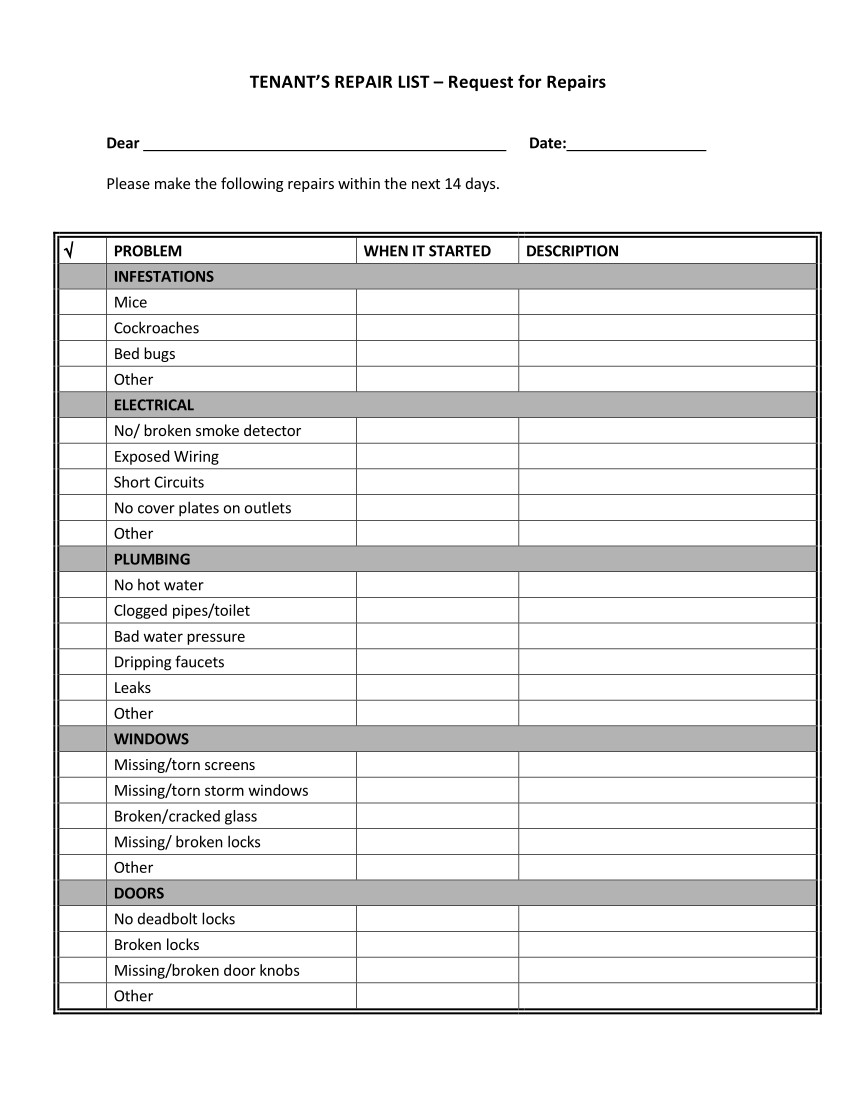 TENANT’S REPAIR LIST – Request for Repairs
Dear ____________________________________________ Date:_________________
Please make the following repairs within the next 14 days.
√ PROBLEM WHEN IT STARTED DESCRIPTION
INFESTATIONS
Mice
Cockroaches
Bed bugs
Other
ELECTRICAL
No/ broken smoke detector
Exposed Wiring
Short Circuits
No cover plates on outlets
Other
PLUMBING
No hot water
Clogged pipes/toilet
Bad water pressure
Dripping faucets
Leaks
Other
WINDOWS
Missing/torn screens
Missing/torn storm windows
Broken/cracked glass
Missing/ broken locks
Other
DOORS
No deadbolt locks
Broken locks
Missing/broken door knobs
Other